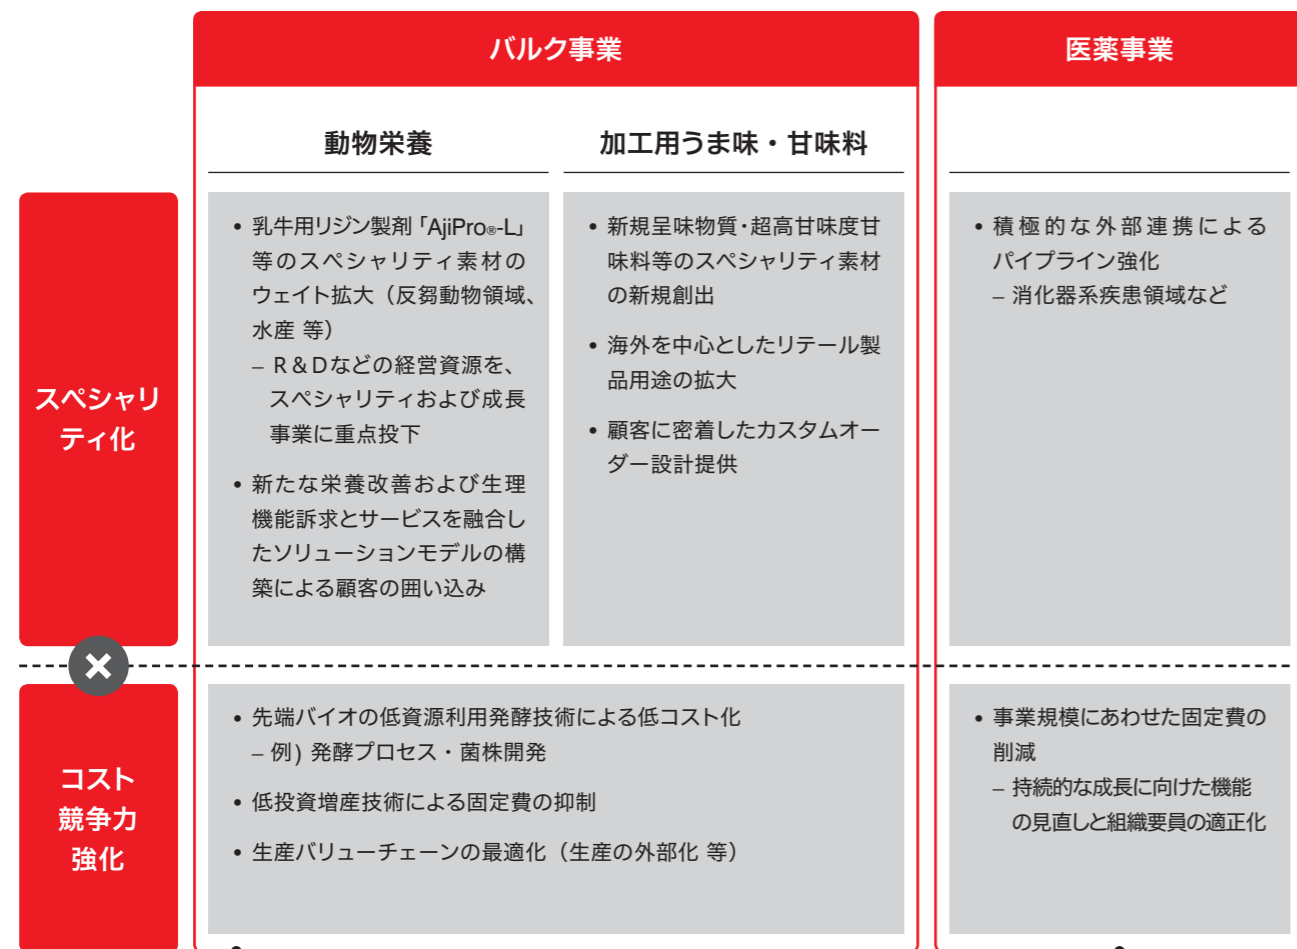 バルク事業
医薬事業
動物栄養
加工用うま味・甘味料
スペシャリ
ティ化
• 乳牛用リジン製剤「AjiPro®-L」
等のスペシャリティ素材の
ウェイト拡大（反芻動物領域、
水産 等）
– R＆Dなどの経営資源を、
スペシャリティおよび成長
事業に重点投下
• 新たな栄養改善および生理
機能訴求とサービスを融合し
たソリューションモデルの構
築による顧客の囲い込み
• 新規呈味物質・超高甘味度甘
味料等のスペシャリティ素材
の新規創出
• 海外を中心としたリテール製
品用途の拡大
• 顧客に密着したカスタムオー
ダー設計提供
• 積極的な外部連携による
パイプライン強化
– 消化器系疾患領域など
×
コスト
競争力
強化
• 先端バイオの低資源利用発酵技術による低コスト化
– 例）発酵プロセス・菌株開発
• 低投資増産技術による固定費の抑制
• 生産バリューチェーンの最適化（生産の外部化 等）
• 事業規模にあわせた固定費の
削減
– 持続的な成長に向けた機能
の見直しと組織要員の適正化